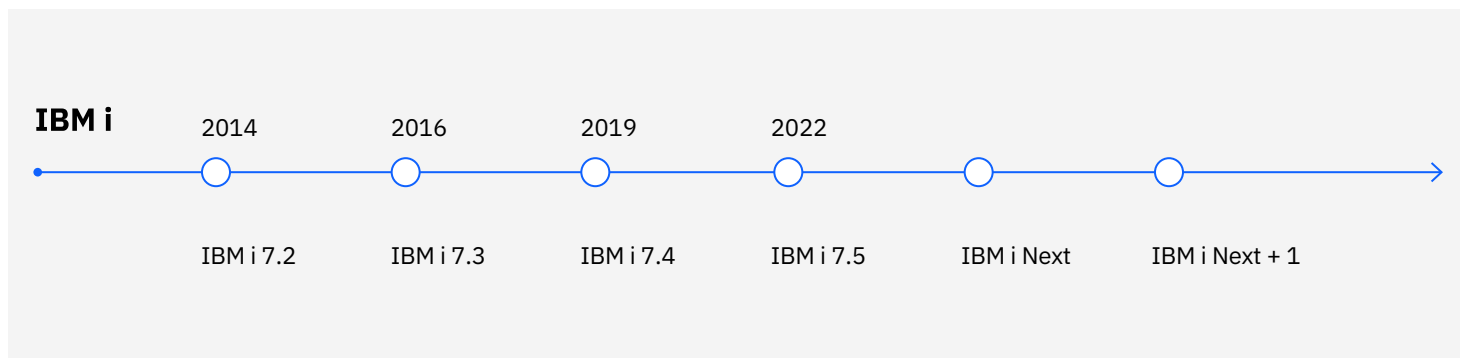 IBM i
2014 2016 2019 2022
IBM i 7.2 IBM i 7.3 IBM i 7.4 IBM i 7.5 IBM i Next IBM i Next + 1